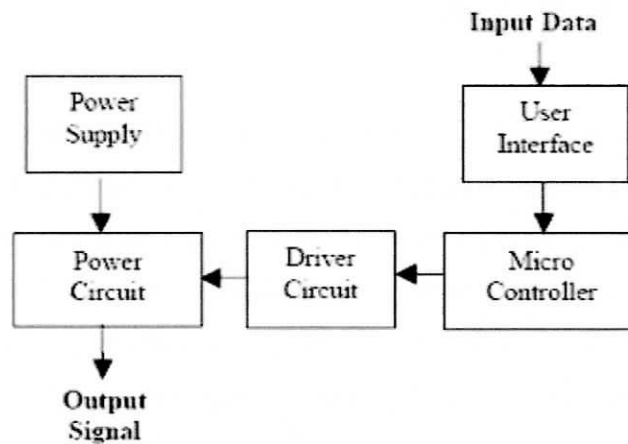 Input Data
Power
Supply
User
Interface
Power
Circuit
Driver
Circuit
Micro
Controller
Output
Signal